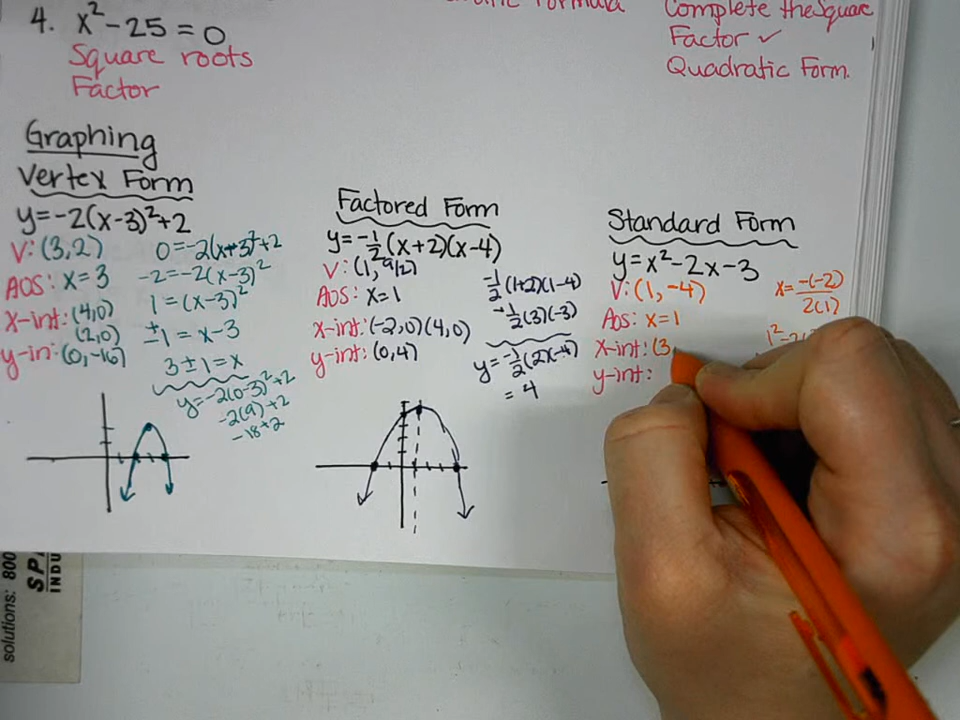 4. x²-25=0
Square roots
Factor
Complete the Square
Factor ✓
Quadratic Form.
Graphing
Vertex Form
y=-2(x-3)²+2
V: (3,2)
AOS: x=3
x-int: (4,0)
(2,0)
y-in: (0,-16)
-2=-2(x-3)²
1=(x-3)²
±1=x-3
3±1=x
y=-2(0-3)²+2
-2(9)+2
-18+2
Factored Form
y=-½(x+2)(x-4)
V: (1, 9/2)
AOS: x=1
x-int: (-2,0)(4,0)
y-int: (0,4)
-½(1+2)(1-4)
-½(3)(-3)
y=-½(2)(-4)
= 4
Standard Form
y=x²-2x-3
V: (1,-4)
Aos: x=1
x-int: (3,
y-int:
x=-(-2)/2(1)
solutions: 800